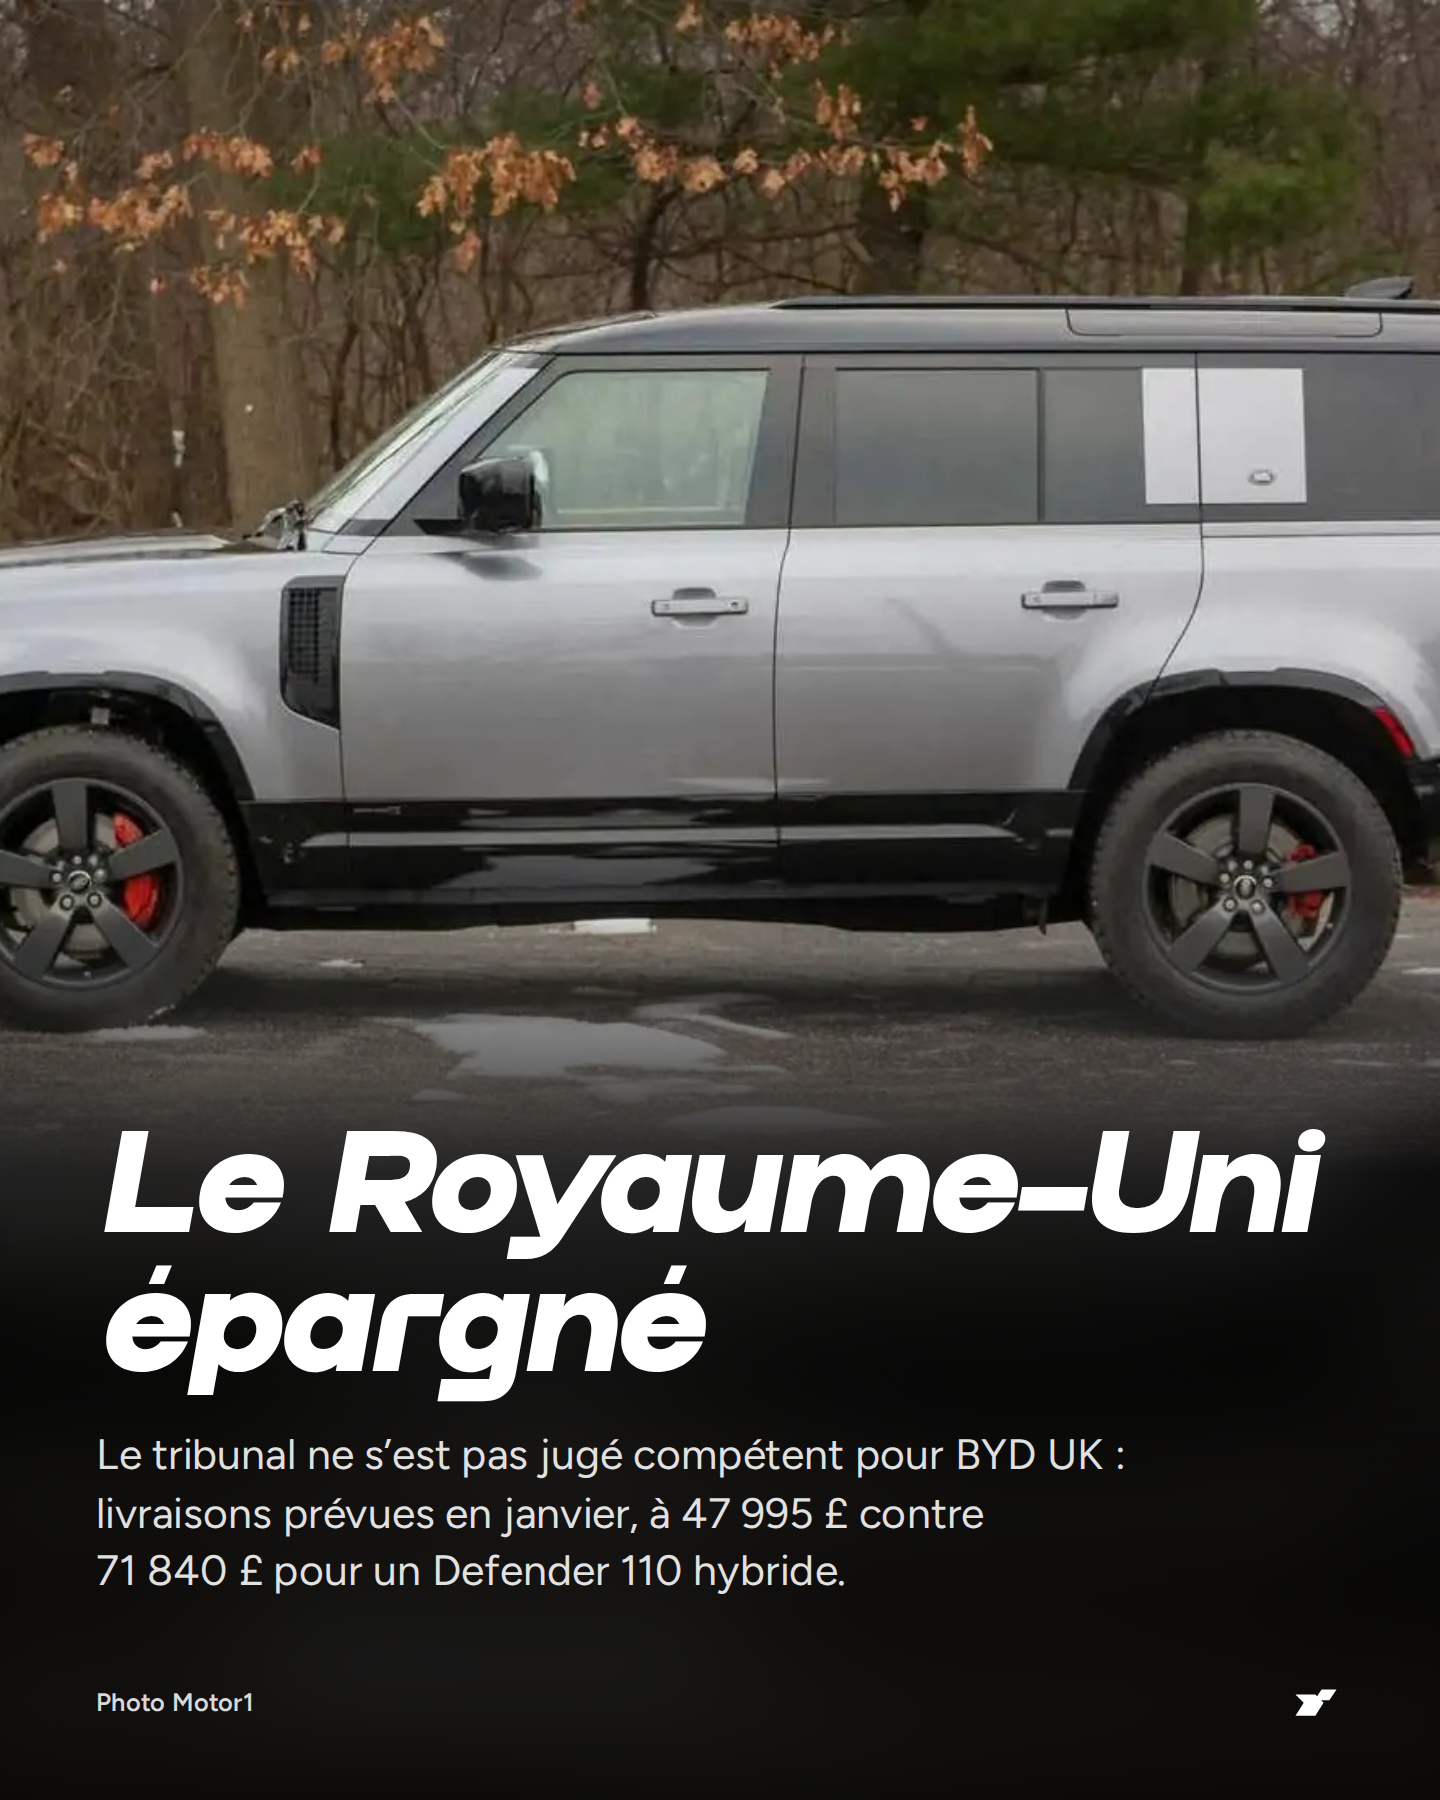 Le Royaume-Uni
épargné
Le tribunal ne s’est pas jugé compétent pour BYD UK :
livraisons prévues en janvier, à 47 995 £ contre
71 840 £ pour un Defender 110 hybride.
Photo Motor1